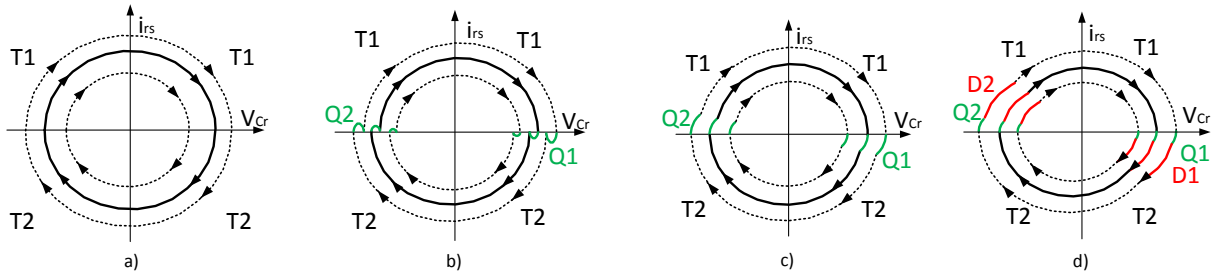 i_rs
T1 T1
V_Cr
T2 T2
a)
i_rs
T1 T1
Q2 V_Cr
Q1
T2 T2
b)
i_rs
T1 T1
Q2 V_Cr
Q1
T2 T2
c)
i_rs
T1 T1
D2
Q2 V_Cr
Q1
D1
T2 T2
d)